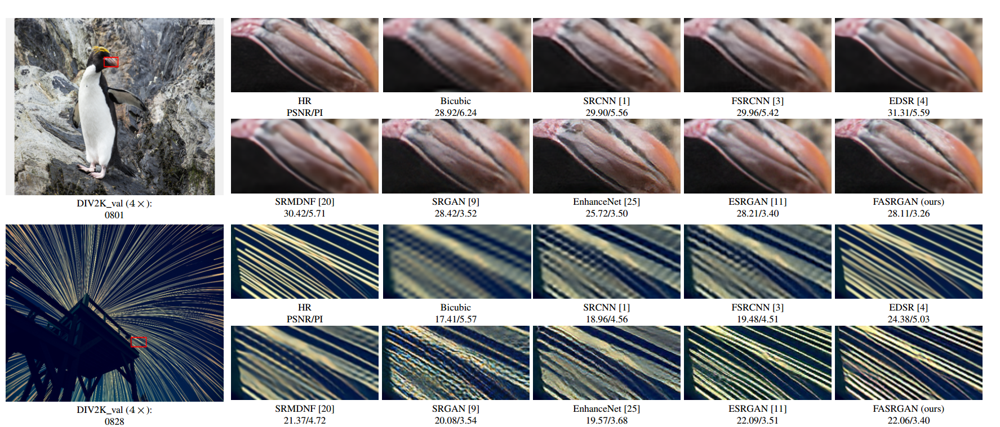 HR
PSNR/PI
Bicubic
28.92/6.24
SRCNN [1]
29.90/5.56
FSRCNN [3]
29.96/5.42
EDSR [4]
31.31/5.59
DIV2K_val (4 ×):
0801
SRMDNF [20]
30.42/5.71
SRGAN [9]
28.42/3.52
EnhanceNet [25]
25.72/3.50
ESRGAN [11]
28.21/3.40
FASRGAN (ours)
28.11/3.26
HR
PSNR/PI
Bicubic
17.41/5.57
SRCNN [1]
18.96/4.56
FSRCNN [3]
19.48/4.51
EDSR [4]
24.38/5.03
DIV2K_val (4 ×):
0828
SRMDNF [20]
21.37/4.72
SRGAN [9]
20.08/3.54
EnhanceNet [25]
19.57/3.68
ESRGAN [11]
22.09/3.51
FASRGAN (ours)
22.06/3.40